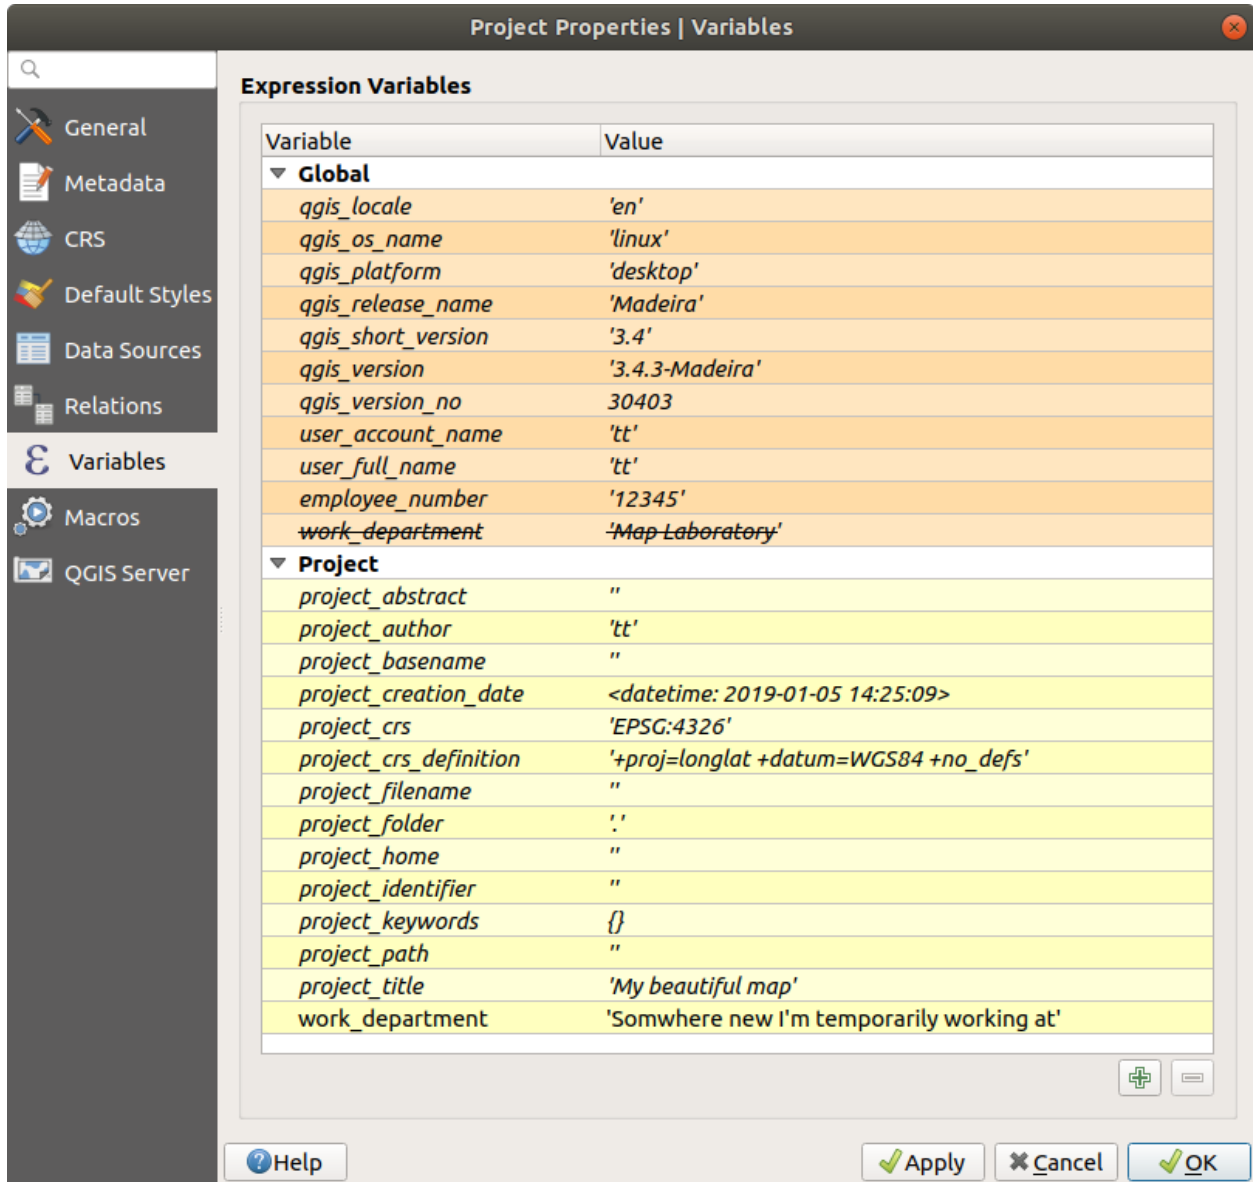 Project Properties | Variables
General
Metadata
CRS
Default Styles
Data Sources
Relations
Variables
Macros
QGIS Server
Expression Variables
Variable Value
Global
qgis_locale 'en'
qgis_os_name 'linux'
qgis_platform 'desktop'
qgis_release_name 'Madeira'
qgis_short_version '3.4'
qgis_version '3.4.3-Madeira'
qgis_version_no 30403
user_account_name 'tt'
user_full_name 'tt'
employee_number '12345'
work_department 'Map Laboratory'
Project
project_abstract ''
project_author 'tt'
project_basename ''
project_creation_date <datetime: 2019-01-05 14:25:09>
project_crs 'EPSG:4326'
project_crs_definition '+proj=longlat +datum=WGS84 +no_defs'
project_filename ''
project_folder '.'
project_home ''
project_identifier ''
project_keywords {}
project_path ''
project_title 'My beautiful map'
work_department 'Somwhere new I'm temporarily working at'
Help Apply Cancel OK